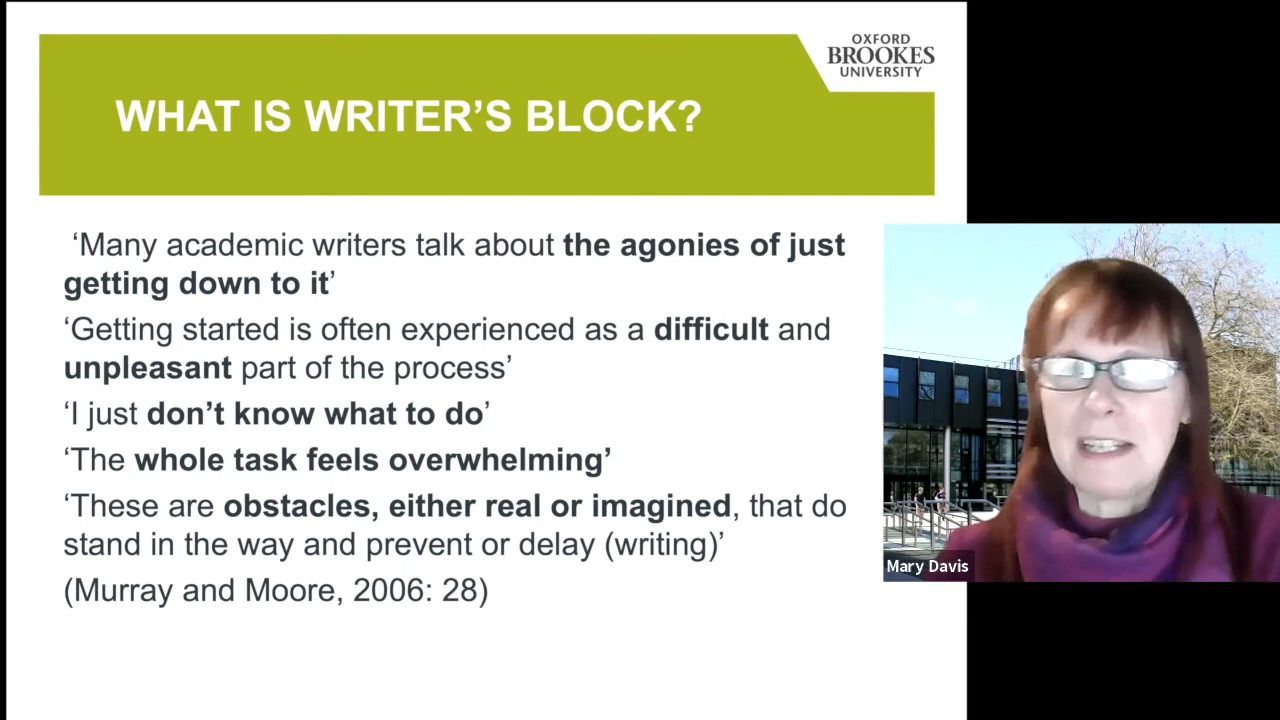 OXFORD
BROOKES
UNIVERSITY
WHAT IS WRITER’S BLOCK?
‘Many academic writers talk about the agonies of just
getting down to it’
‘Getting started is often experienced as a difficult and
unpleasant part of the process’
‘I just don’t know what to do’
‘The whole task feels overwhelming’
‘These are obstacles, either real or imagined, that do
stand in the way and prevent or delay (writing)’
(Murray and Moore, 2006: 28)
Mary Davis